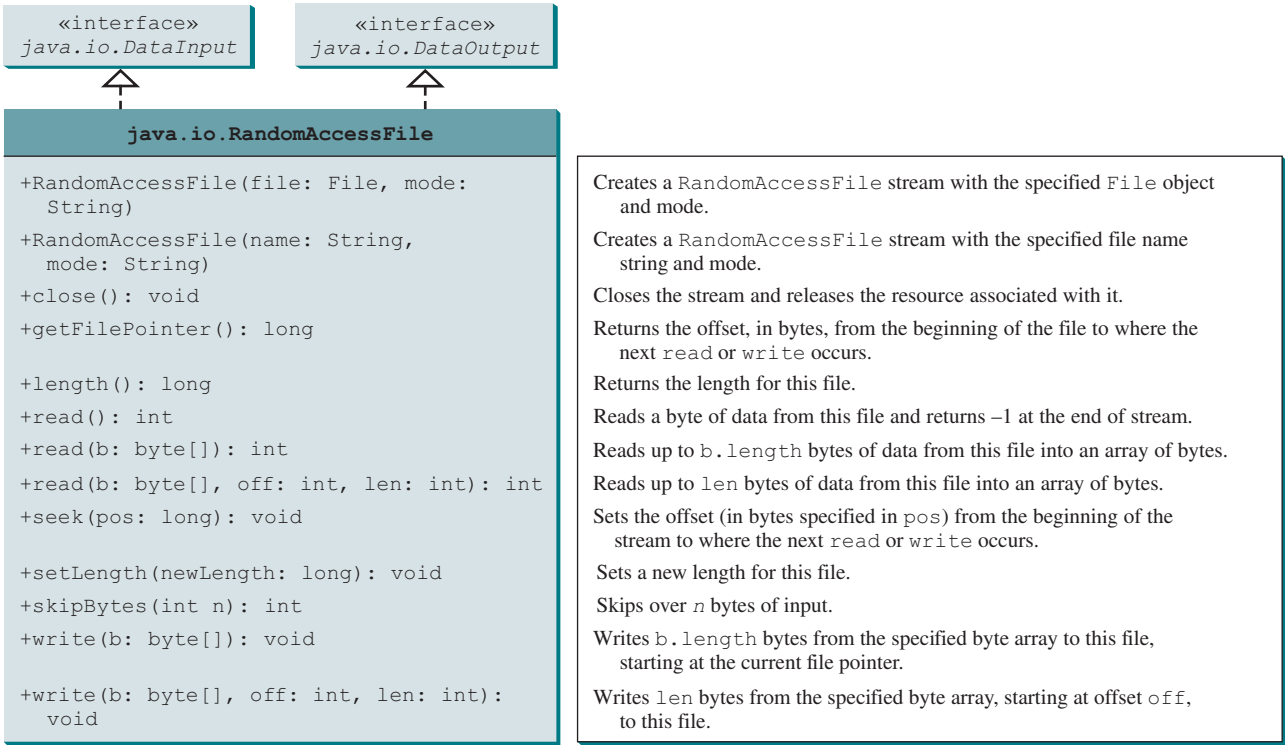 «interface»
java.io.DataInput
«interface»
java.io.DataOutput
java.io.RandomAccessFile
+RandomAccessFile(file: File, mode:
String)
Creates a RandomAccessFile stream with the specified File object
and mode.
+RandomAccessFile(name: String,
mode: String)
Creates a RandomAccessFile stream with the specified file name
string and mode.
+close(): void
Closes the stream and releases the resource associated with it.
+getFilePointer(): long
Returns the offset, in bytes, from the beginning of the file to where the
next read or write occurs.
+length(): long
Returns the length for this file.
+read(): int
Reads a byte of data from this file and returns –1 at the end of stream.
+read(b: byte[]): int
Reads up to b.length bytes of data from this file into an array of bytes.
+read(b: byte[], off: int, len: int): int
Reads up to len bytes of data from this file into an array of bytes.
+seek(pos: long): void
Sets the offset (in bytes specified in pos) from the beginning of the
stream to where the next read or write occurs.
+setLength(newLength: long): void
Sets a new length for this file.
+skipBytes(int n): int
Skips over n bytes of input.
+write(b: byte[]): void
Writes b.length bytes from the specified byte array to this file,
starting at the current file pointer.
+write(b: byte[], off: int, len: int):
void
Writes len bytes from the specified byte array, starting at offset off,
to this file.